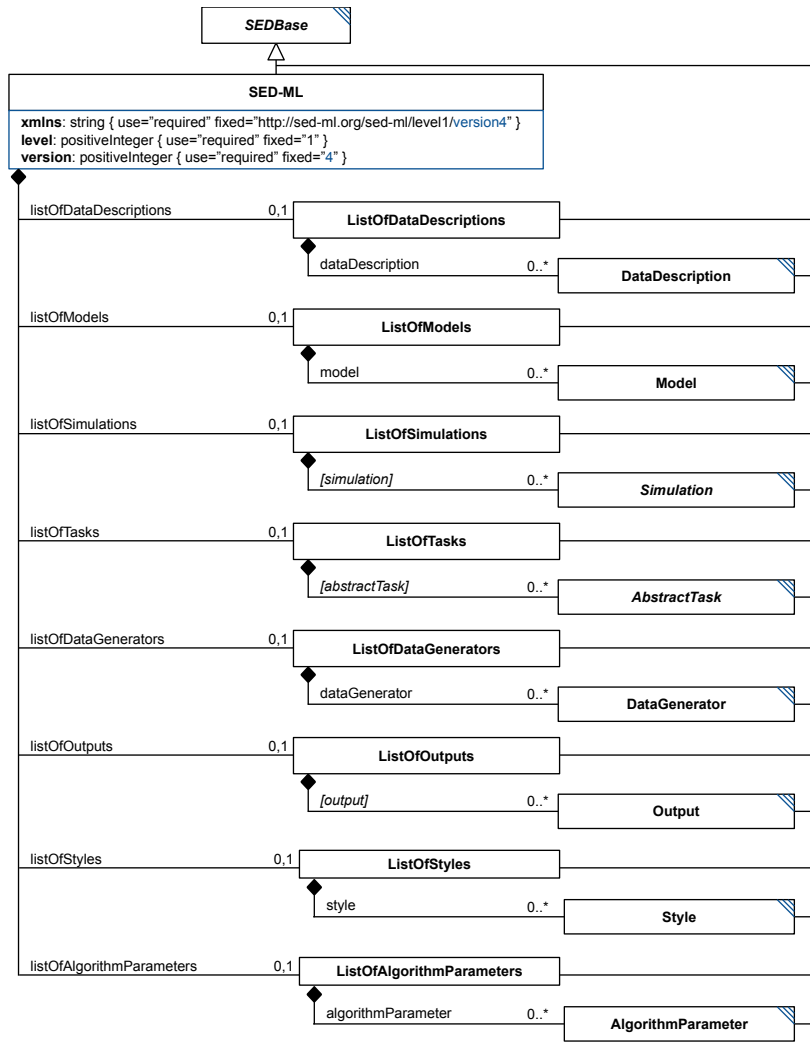 SEDBase
SED-ML
xmlns: string { use=”required” fixed=”http://sed-ml.org/sed-ml/level1/version4” }
level: positiveInteger { use=”required” fixed=”1” }
version: positiveInteger { use=”required” fixed=”4” }
listOfDataDescriptions 0,1 ListOfDataDescriptions
dataDescription 0..* DataDescription
listOfModels 0,1 ListOfModels
model 0..* Model
listOfSimulations 0,1 ListOfSimulations
[simulation] 0..* Simulation
listOfTasks 0,1 ListOfTasks
[abstractTask] 0..* AbstractTask
listOfDataGenerators 0,1 ListOfDataGenerators
dataGenerator 0..* DataGenerator
listOfOutputs 0,1 ListOfOutputs
[output] 0..* Output
listOfStyles 0,1 ListOfStyles
style 0..* Style
listOfAlgorithmParameters 0,1 ListOfAlgorithmParameters
algorithmParameter 0..* AlgorithmParameter